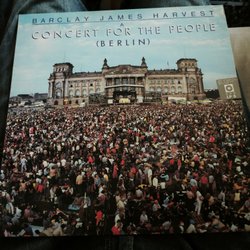 BARCLAY JAMES HARVEST
A
CONCERT FOR THE PEOPLE
(BERLIN)